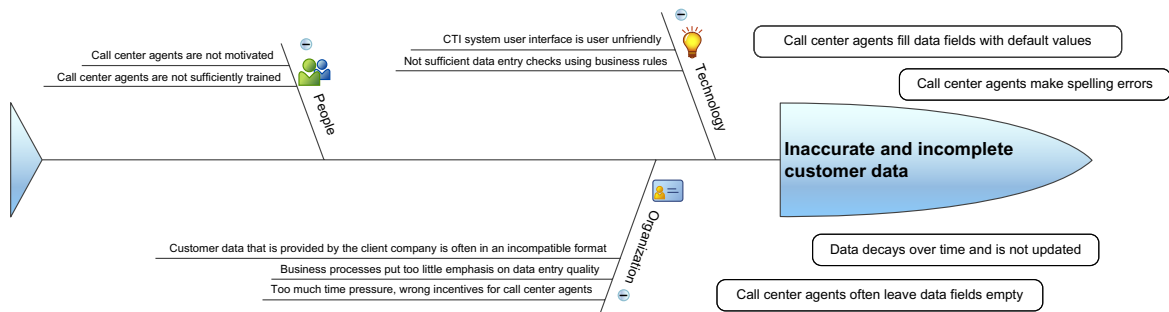 Call center agents are not motivated
Call center agents are not sufficiently trained
People
CTI system user interface is user unfriendly
Not sufficient data entry checks using business rules
Technology
Call center agents fill data fields with default values
Call center agents make spelling errors
Inaccurate and incomplete
customer data
Organization
Customer data that is provided by the client company is often in an incompatible format
Business processes put too little emphasis on data entry quality
Too much time pressure, wrong incentives for call center agents
Data decays over time and is not updated
Call center agents often leave data fields empty